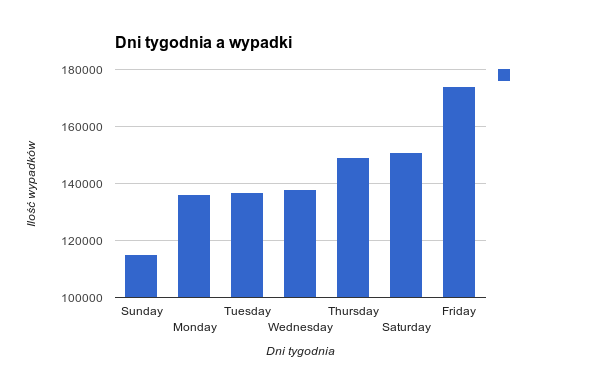 Dni tygodnia a wypadki
180000
160000
140000
120000
100000
Ilość wypadków
Sunday
Monday
Tuesday
Wednesday
Thursday
Saturday
Friday
Dni tygodnia